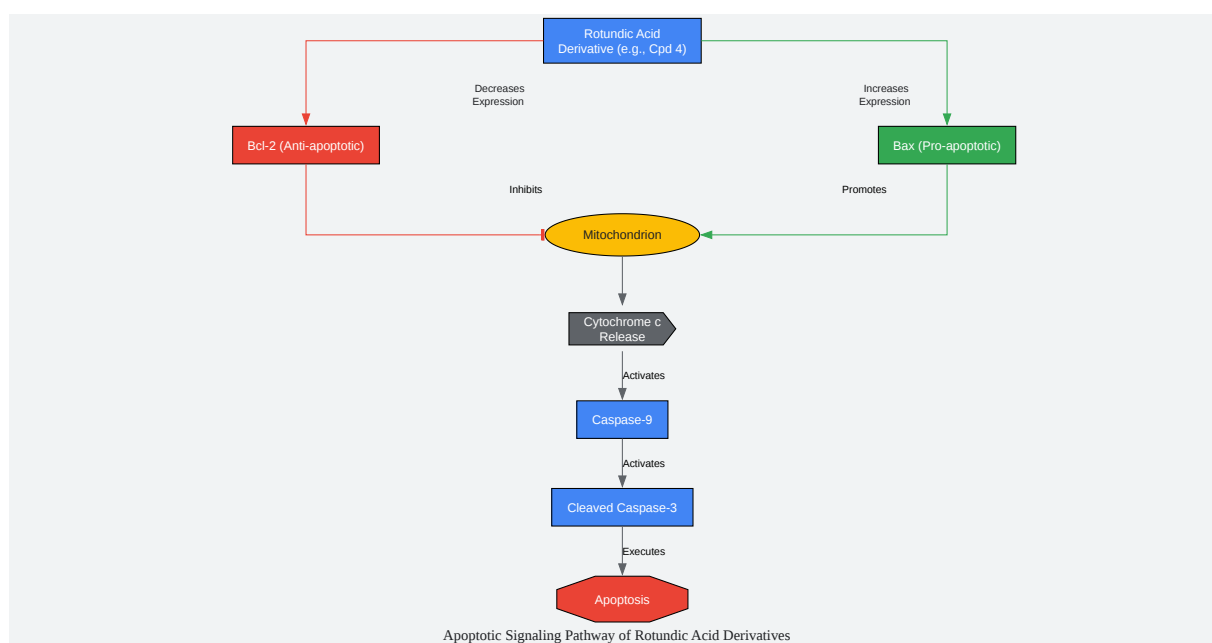 Rotundic Acid
Derivative (e.g., Cpd 4)
Decreases
Expression
Increases
Expression
Bcl-2 (Anti-apoptotic)
Bax (Pro-apoptotic)
Inhibits
Promotes
Mitochondrion
Cytochrome c
Release
Activates
Caspase-9
Activates
Cleaved Caspase-3
Executes
Apoptosis
Apoptotic Signaling Pathway of Rotundic Acid Derivatives